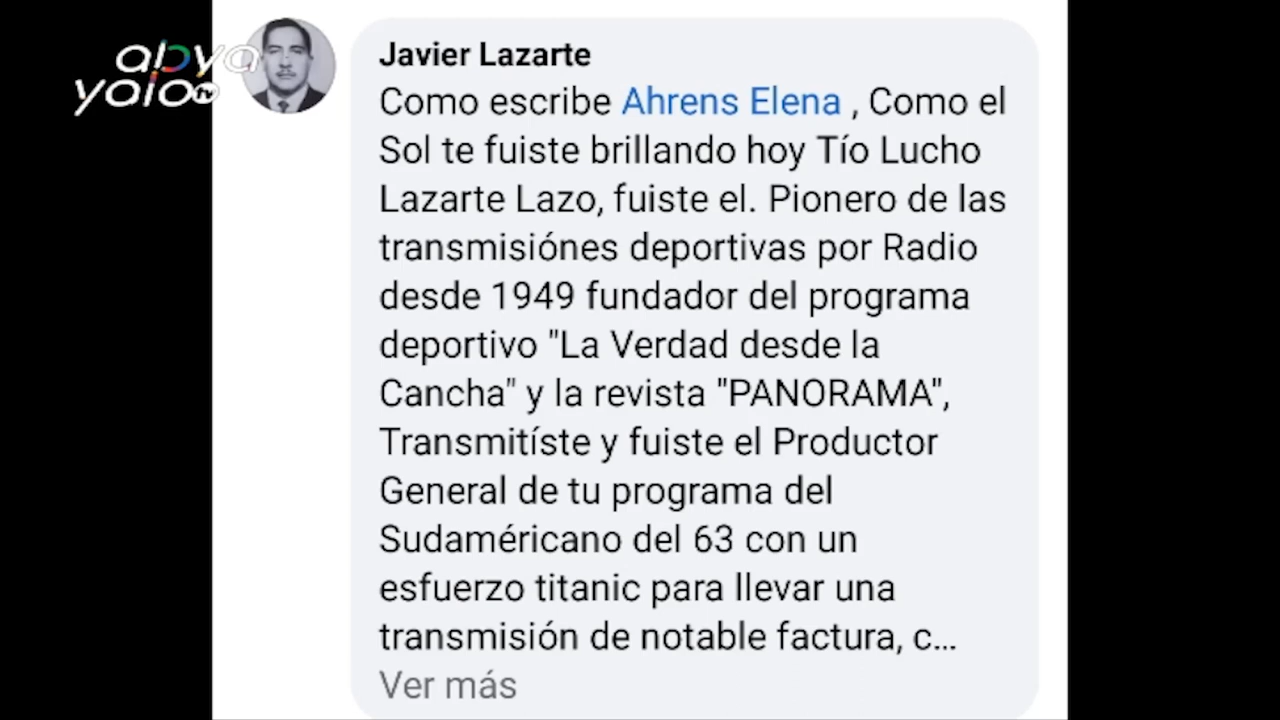 abya
yala TV
Javier Lazarte
Como escribe Ahrens Elena , Como el
Sol te fuiste brillando hoy Tío Lucho
Lazarte Lazo, fuiste el. Pionero de las
transmisiónes deportivas por Radio
desde 1949 fundador del programa
deportivo "La Verdad desde la
Cancha" y la revista "PANORAMA",
Transmitíste y fuiste el Productor
General de tu programa del
Sudaméricano del 63 con un
esfuerzo titanic para llevar una
transmisión de notable factura, c...
Ver más